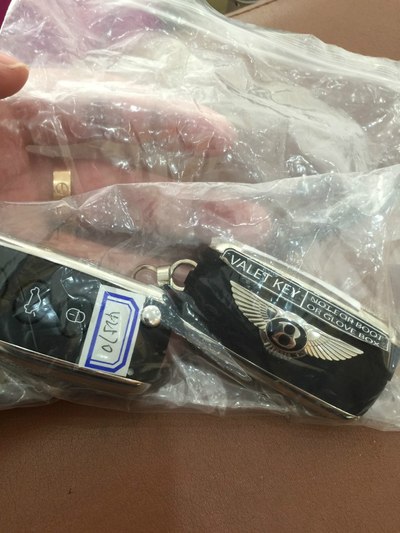 VALET KEY
NOT FOR BOOT
OR GLOVE BOX
B